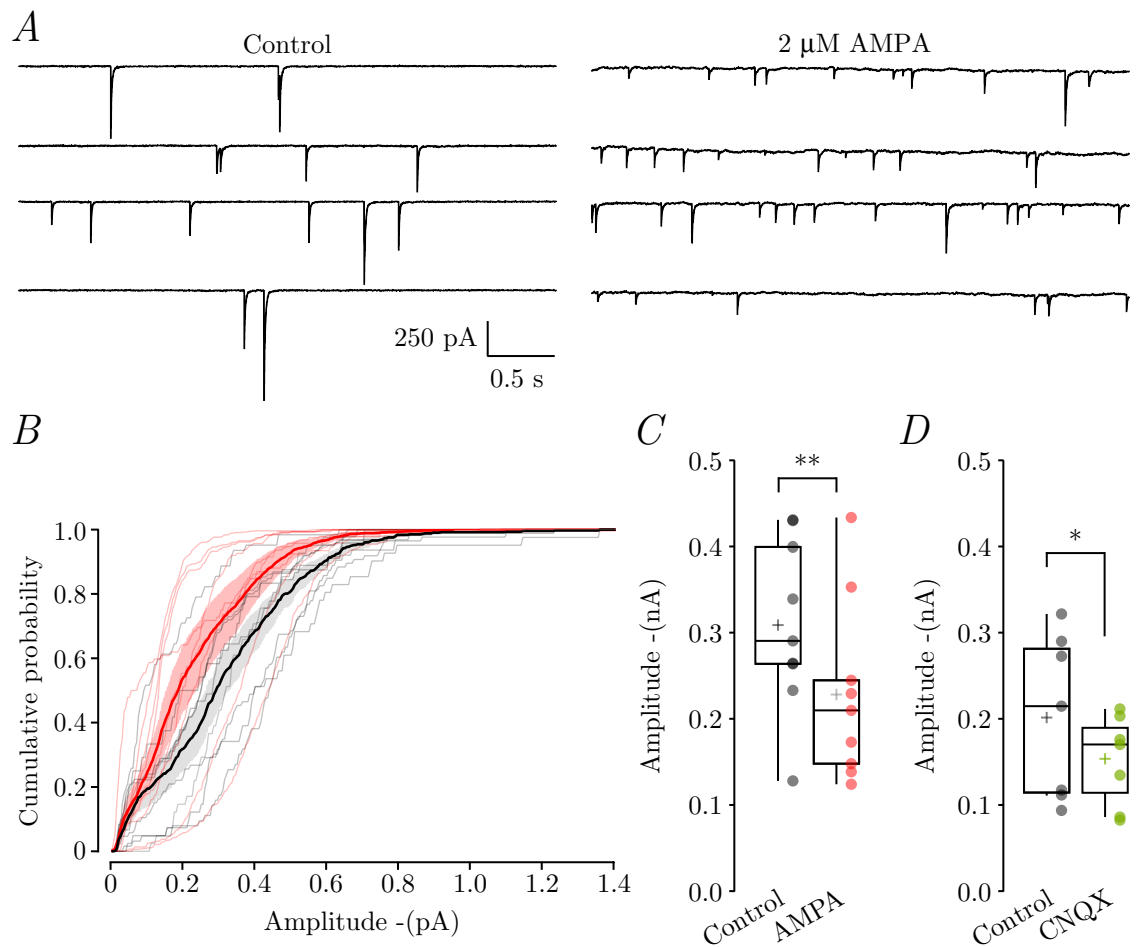 A
Control
2 μM AMPA
250 pA
0.5 s
B
Cumulative probability
1.0
0.8
0.6
0.4
0.2
0
0
0.2
0.4
0.6
0.8
1.0
1.2
1.4
Amplitude -(pA)
C
Amplitude -(nA)
0.5
0.4
0.3
0.2
0.1
0.0
**
Control
AMPA
D
Amplitude -(nA)
0.5
0.4
0.3
0.2
0.1
0.0
*
Control
CNQX